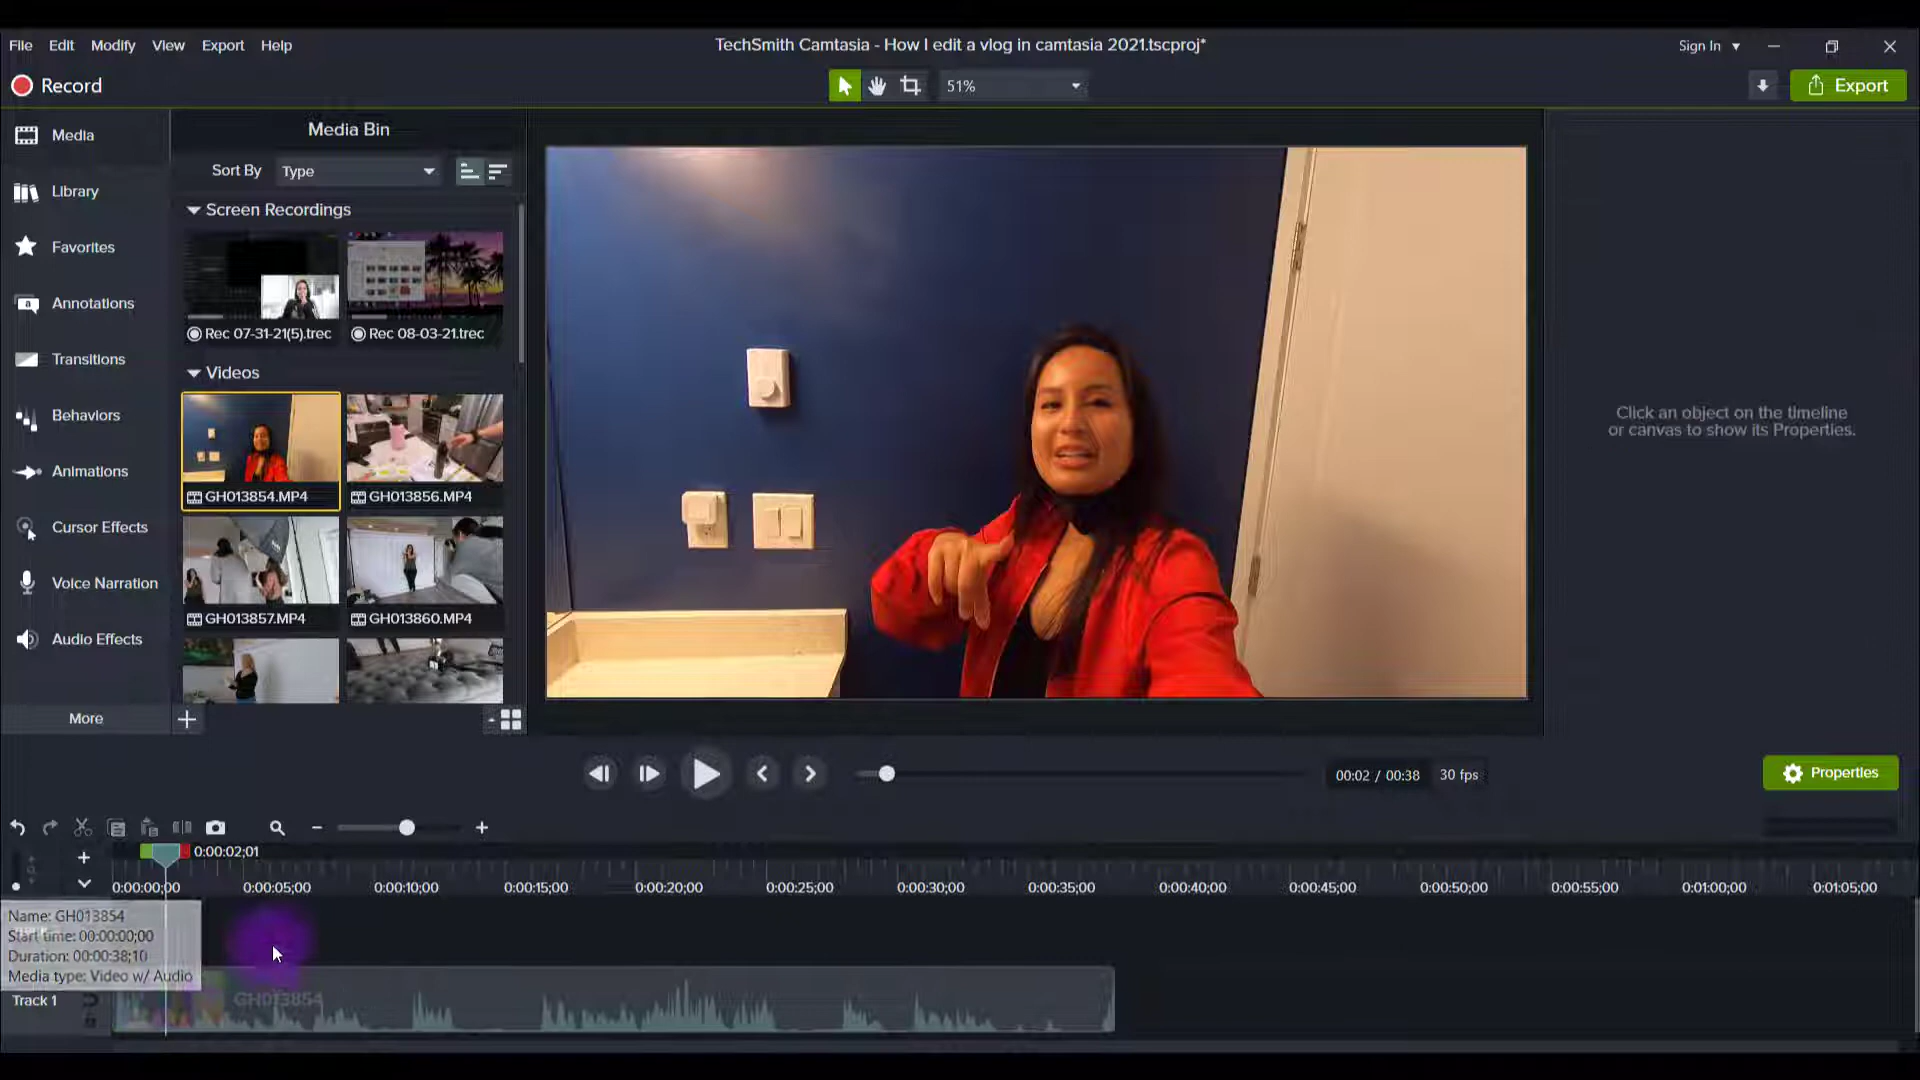 File Edit Modify View Export Help
TechSmith Camtasia - How I edit a vlog in camtasia 2021.tscproj*
Sign In
Record
51%
Export
Media
Library
Favorites
Annotations
a
Transitions
Behaviors
Animations
Cursor Effects
Voice Narration
Audio Effects
More
Media Bin
Sort By Type
Screen Recordings
Rec 07-31-21(5).trec Rec 08-03-21.trec
Videos
GH013854.MP4 GH013856.MP4
GH013857.MP4 GH013860.MP4
Click an object on the timeline
or canvas to show its Properties.
00:02 / 00:38 30 fps
Properties
0:00:02;01
0:00:00;00 0:00:05;00 0:00:10;00 0:00:15;00 0:00:20;00 0:00:25;00 0:00:30;00 0:00:35;00 0:00:40;00 0:00:45;00 0:00:50;00 0:00:55;00 0:01:00;00 0:01:05;00
Name: GH013854
Start time: 00:00:00;00
Duration: 00:00:38;10
Media type: Video w/ Audio
Track 1
GH013854